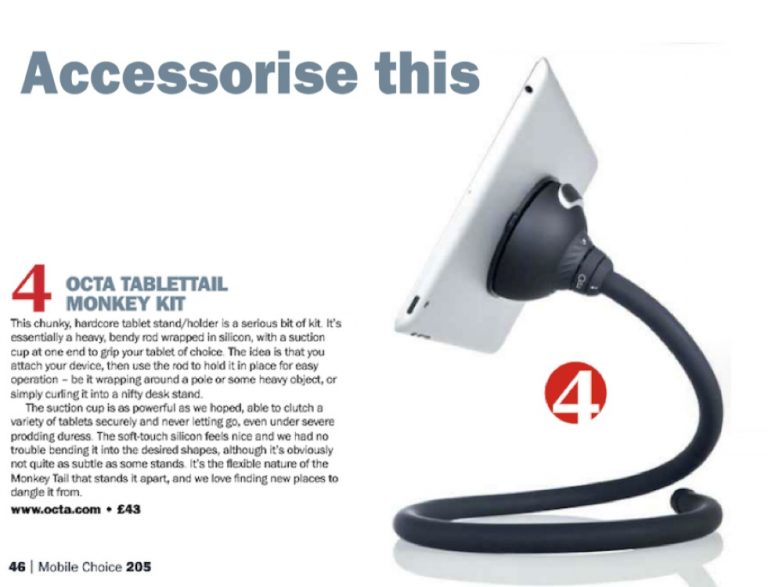 Accessorise this
4 OCTA TABLETTAIL
MONKEY KIT
This chunky, hardcore tablet stand/holder is a serious bit of kit. It's
essentially a heavy, bendy rod wrapped in silicon, with a suction
cup at one end to grip your tablet of choice. The idea is that you
attach your device, then use the rod to hold it in place for easy
operation – be it wrapping around a pole or some heavy object, or
simply curling it into a nifty desk stand.
The suction cup is as powerful as we hoped, able to clutch a
variety of tablets securely and never letting go, even under severe
prodding duress. The soft-touch silicon feels nice and we had no
trouble bending it into the desired shapes, although it's obviously
not quite as subtle as some stands. It's the flexible nature of the
Monkey Tail that stands it apart, and we love finding new places to
dangle it from.
www.octa.com • £43
4
46 | Mobile Choice 205